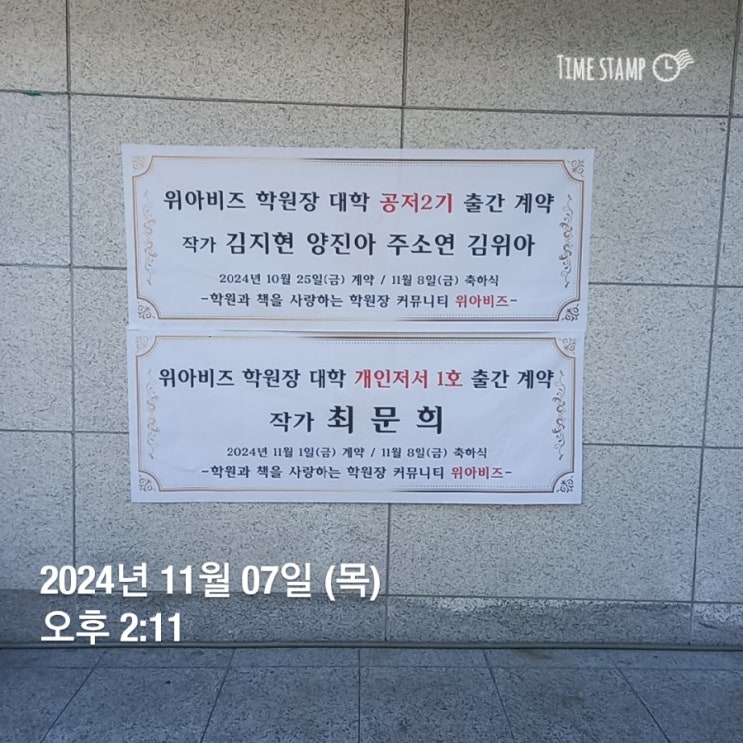 TIME STAMP
위아비즈 학원장 대학 공저2기 출간 계약
작가 김지현 양진아 주소연 김위아
2024년 10월 25일(금) 계약 / 11월 8일(금) 축하식
-학원과 책을 사랑하는 학원장 커뮤니티 위아비즈-
위아비즈 학원장 대학 개인저서 1호 출간 계약
작가 최 문 희
2024년 11월 1일(금) 계약 / 11월 8일(금) 축하식
-학원과 책을 사랑하는 학원장 커뮤니티 위아비즈-
2024년 11월 07일 (목)
오후 2:11